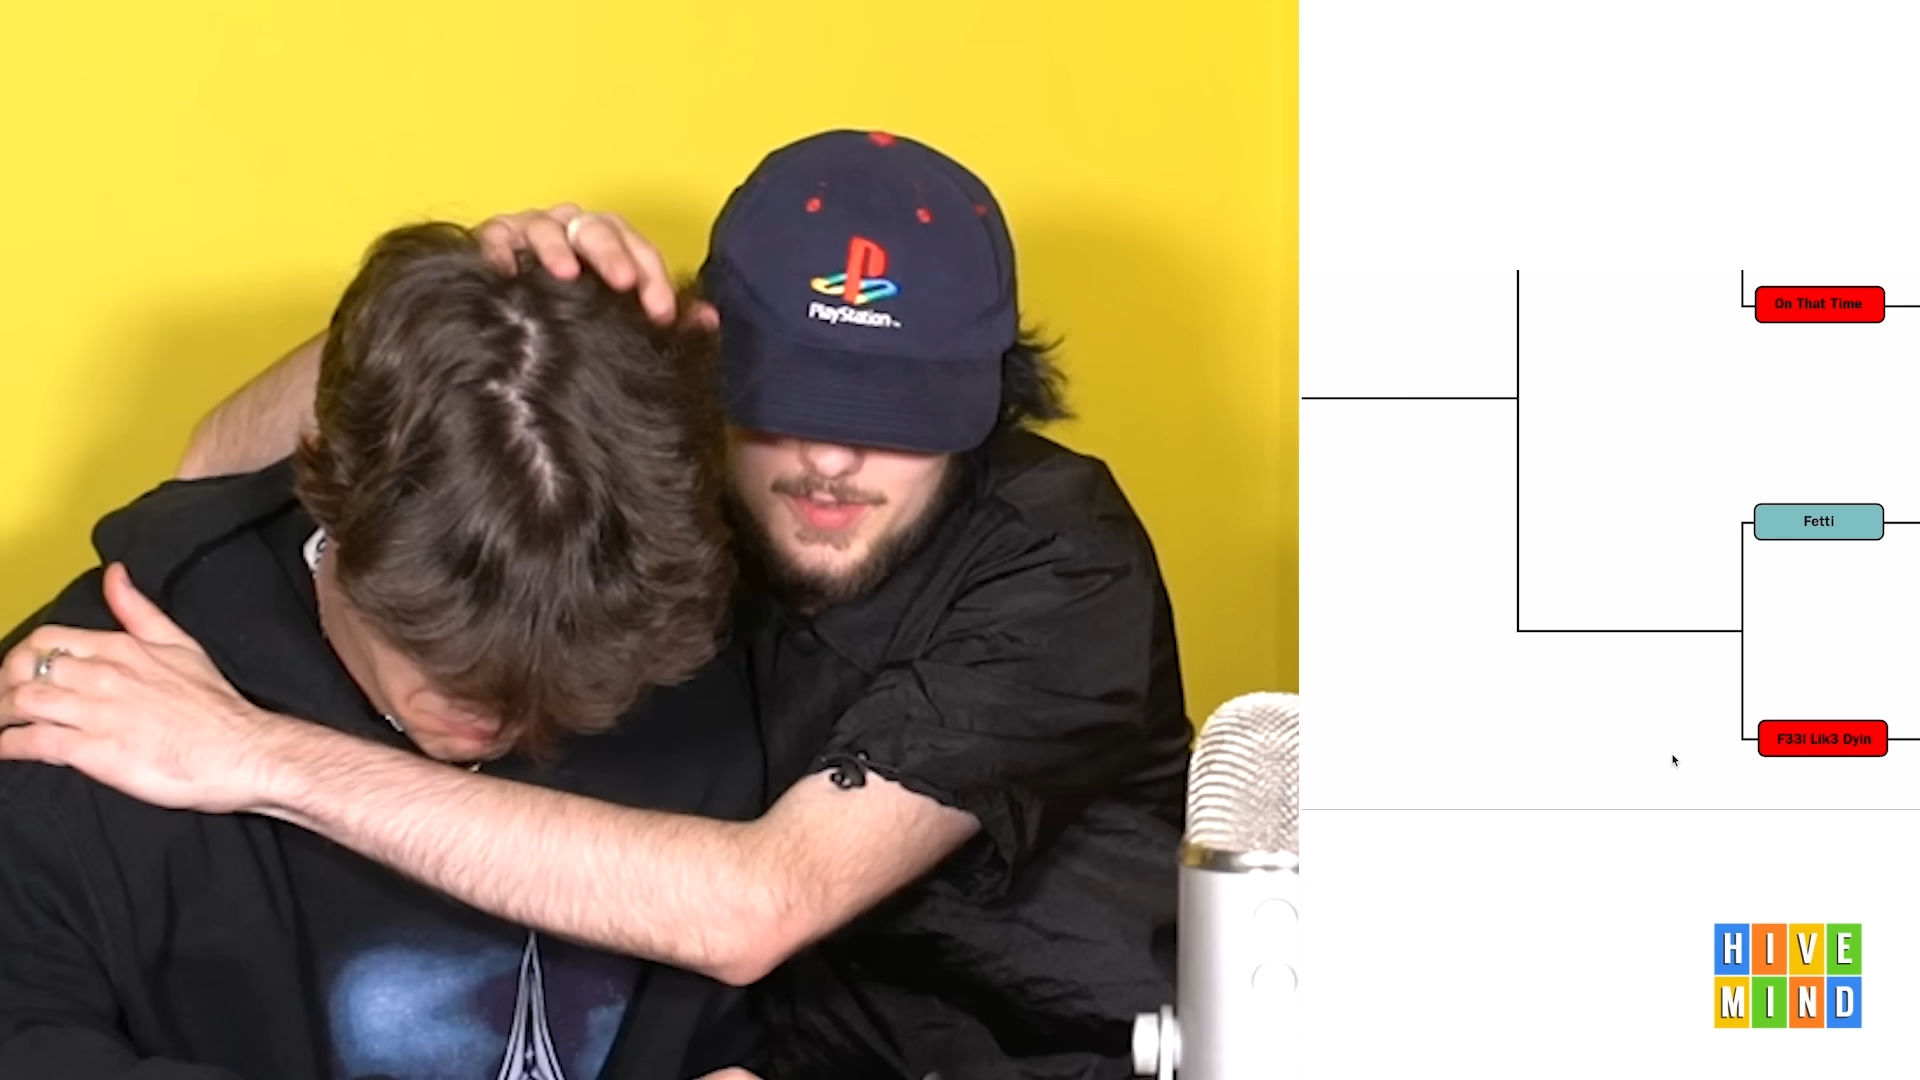 PlayStation
On That Time
Fetti
F33l Lik3 Dyin
HIVE
MIND